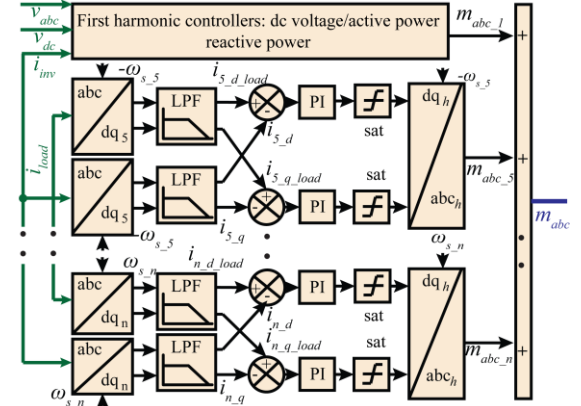 v_abc
First harmonic controllers: dc voltage/active power
reactive power
m_abc_1
v_dc
i_inv
+
-ω_s_5
i_5_d_load
-ω_s_5
abc
dq_5
LPF
+
-
PI
sat
dq_h
abc_h
i_load
i_5_d
i_5_q_load
sat
m_abc_5
+
abc
dq_5
LPF
+
-
PI
i_5_q
m_abc
-ω_s_5
ω_s_n
i_n_d_load
ω_s_n
abc
dq_n
LPF
+
-
PI
sat
dq_h
abc_h
i_n_d
i_n_q_load
sat
m_abc_n
+
abc
dq_n
LPF
+
-
PI
i_n_q
ω_s_n